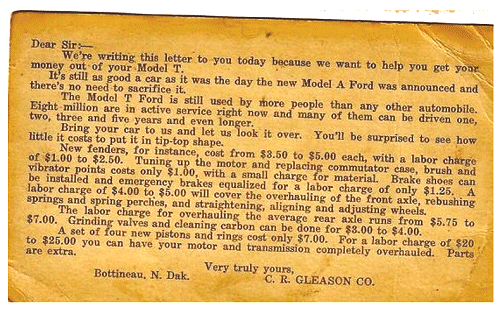 Dear Sir:—
We're writing this letter to you today because we want to help you get your
money out of your Model T.
It's still as good a car as it was the day the new Model A Ford was announced and
there's no need to sacrifice it.
The Model T Ford is still used by more people than any other automobile.
Eight million are in active service right now and many of them can be driven one,
two, three and five years and even longer.
Bring your car to us and let us look it over. You'll be surprised to see how
little it costs to put it in tip-top shape.
New fenders, for instance, cost from $3.50 to $5.00 each, with a labor charge
of $1.00 to $2.50. Tuning up the motor and replacing commutator case, brush and
vibrator points costs only $1.00, with a small charge for material. Brake shoes can
be installed and emergency brakes equalized for a labor charge of only $1.25. A
labor charge of $4.00 to $5.00 will cover the overhauling of the front axle, rebushing
springs and spring perches, and straightening, aligning and adjusting wheels.
The labor charge for overhauling the average rear axle runs from $5.75 to
$7.00. Grinding valves and cleaning carbon can be done for $3.00 to $4.00.
A set of four new pistons and rings cost only $7.00. For a labor charge of $20
to $25.00 you can have your motor and transmission completely overhauled. Parts
are extra.
Very truly yours,
Bottineau, N. Dak. C. R. GLEASON CO.